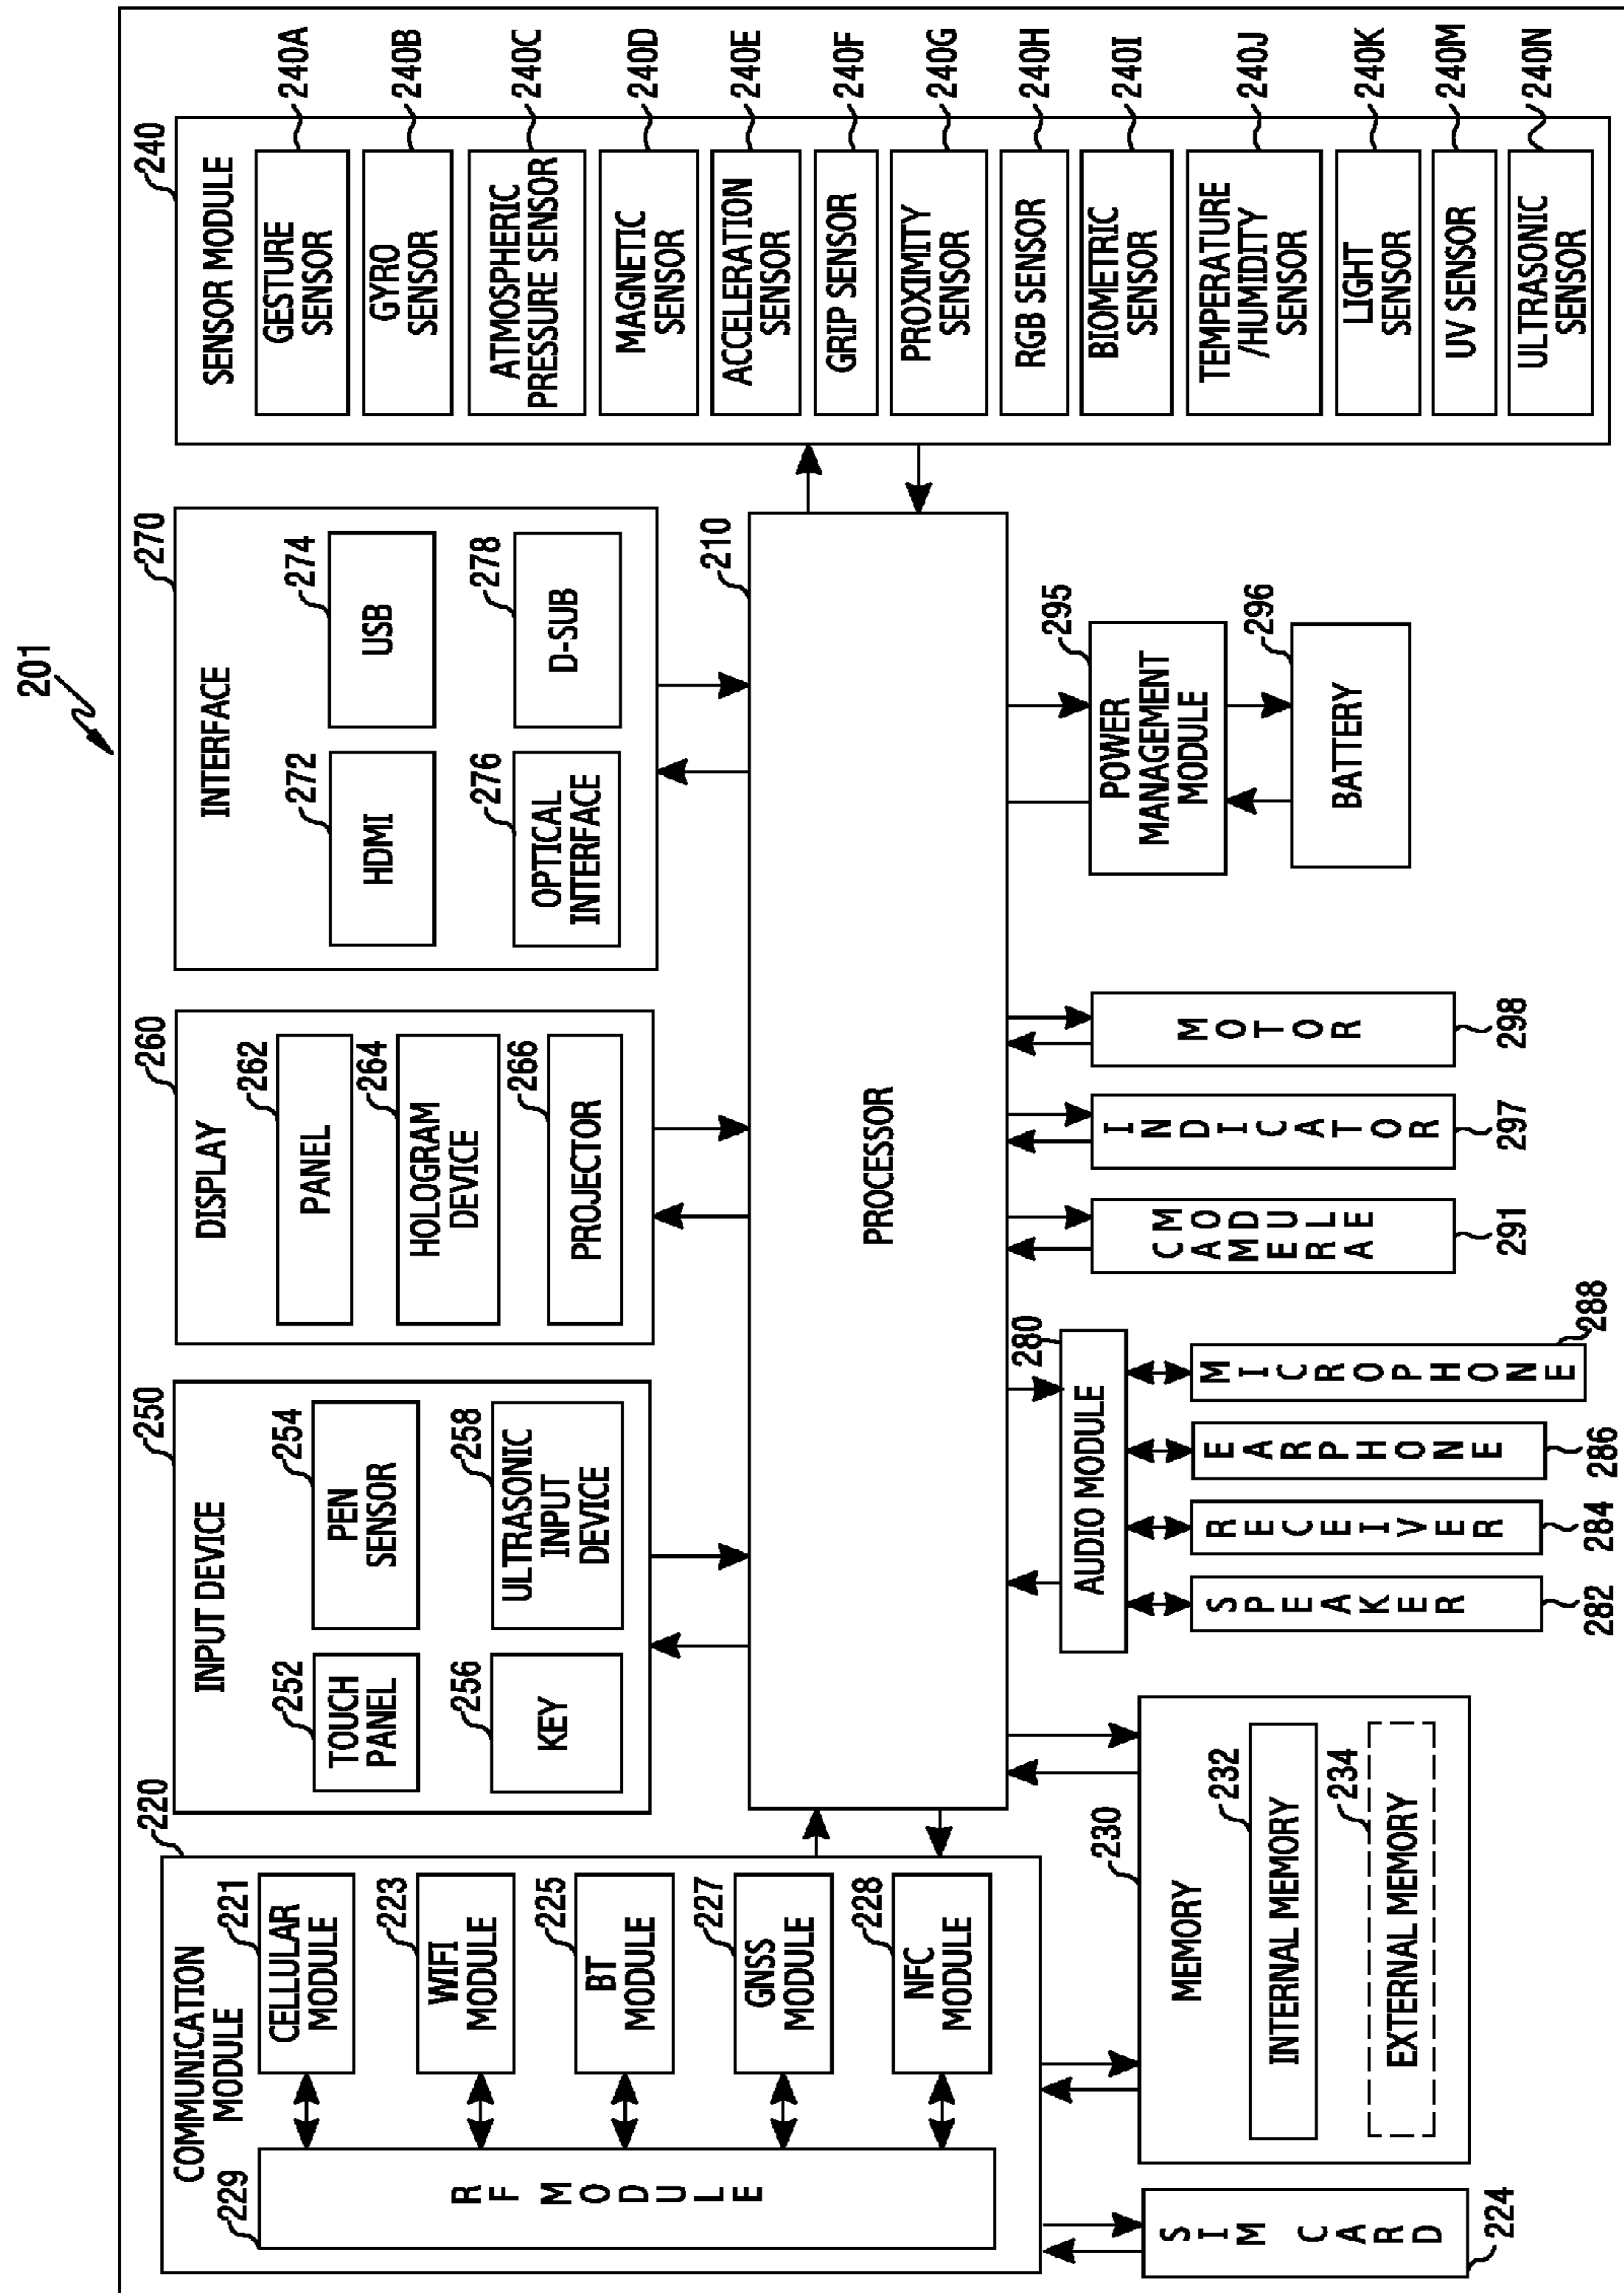 201
COMMUNICATION
MODULE
220
229
RF MODULE
221
CELLULAR
MODULE
223
WIFI
MODULE
225
BT
MODULE
227
GNSS
MODULE
228
NFC
MODULE
INPUT DEVICE
250
252
TOUCH
PANEL
254
PEN
SENSOR
256
KEY
258
ULTRASONIC
INPUT
DEVICE
DISPLAY
260
262
PANEL
264
HOLOGRAM
DEVICE
266
PROJECTOR
INTERFACE
270
272
HDMI
274
USB
276
OPTICAL
INTERFACE
278
D-SUB
240
SENSOR MODULE
GESTURE
SENSOR
240A
GYRO
SENSOR
240B
ATMOSPHERIC
PRESSURE SENSOR
240C
MAGNETIC
SENSOR
240D
ACCELERATION
SENSOR
240E
GRIP SENSOR
240F
PROXIMITY
SENSOR
240G
RGB SENSOR
240H
BIOMETRIC
SENSOR
240I
TEMPERATURE
/HUMIDITY
SENSOR
240J
LIGHT
SENSOR
240K
UV SENSOR
240M
ULTRASONIC
SENSOR
240N
210
PROCESSOR
SIM CARD
224
230
MEMORY
232
INTERNAL MEMORY
234
EXTERNAL MEMORY
280
AUDIO MODULE
SPEAKER
282
RECEIVER
284
EARPHONE
286
MICROPHONE
288
CAMERA
MODULE
291
INDICATOR
297
MOTOR
298
295
POWER
MANAGEMENT
MODULE
296
BATTERY